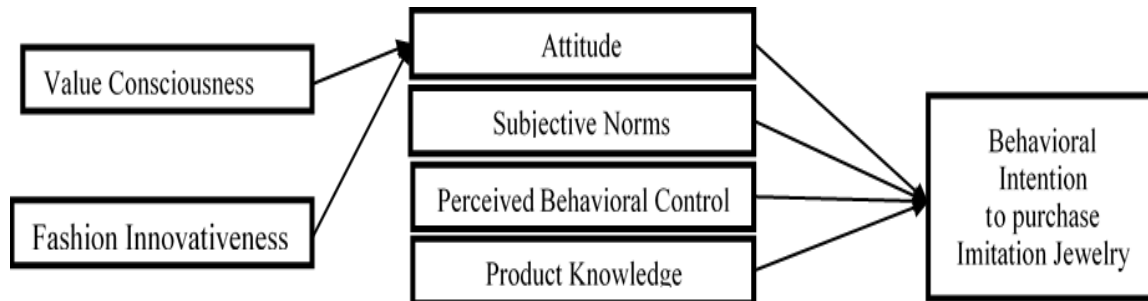 Value Consciousness
Fashion Innovativeness
Attitude
Subjective Norms
Perceived Behavioral Control
Product Knowledge
Behavioral
Intention
to purchase
Imitation Jewelry